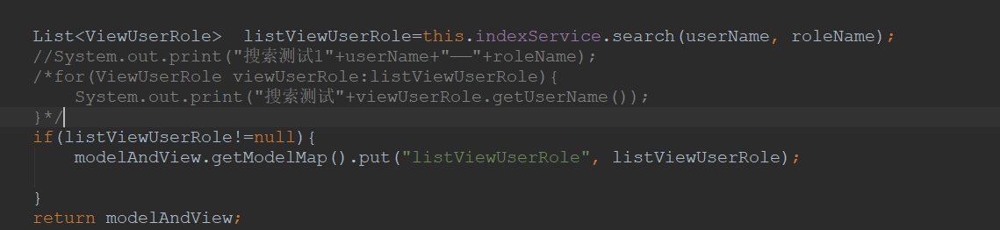 List<ViewUserRole>  listViewUserRole=this.indexService.search(userName, roleName);
//System.out.print("搜索测试1"+userName+"——"+roleName);
/*for(ViewUserRole viewUserRole:listViewUserRole){
    System.out.print("搜索测试"+viewUserRole.getUserName());
}*/
if(listViewUserRole!=null){
    modelAndView.getModelMap().put("listViewUserRole", listViewUserRole);
}
return modelAndView;